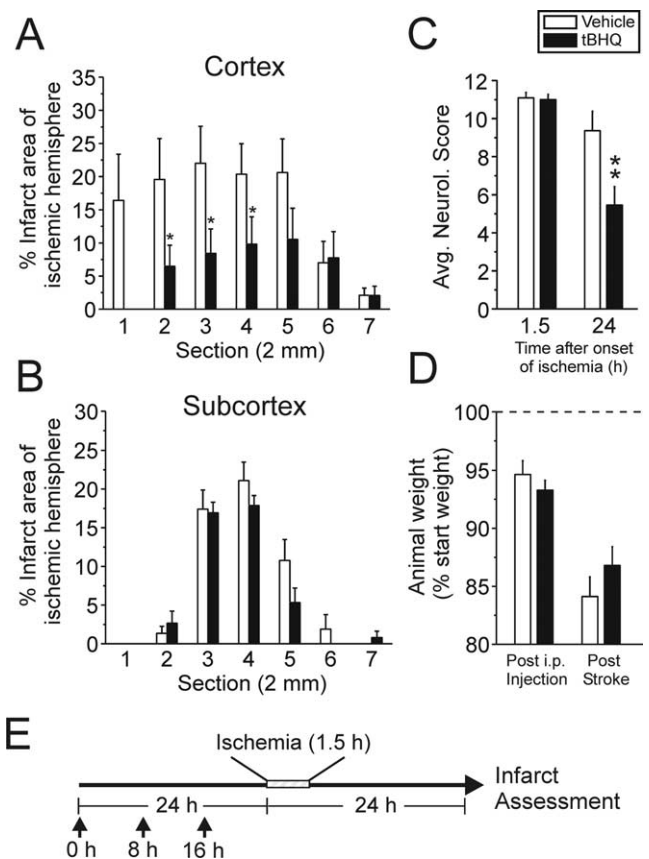 A
Cortex
% Infarct area of
ischemic hemisphere
35
30
25
20
15
10
5
0
* * *
1 2 3 4 5 6 7
Section (2 mm)
B
Subcortex
% Infarct area of
ischemic hemisphere
30
25
20
15
10
5
0
1 2 3 4 5 6 7
Section (2 mm)
C
Vehicle
tBHQ
Avg. Neurol. Score
12
10
8
6
4
2
0
**
1.5 24
Time after onset
of ischemia (h)
D
Animal weight
(% start weight)
100
95
90
85
80
Post i.p.
Injection
Post
Stroke
E
Ischemia (1.5 h)
24 h 24 h
0 h 8 h 16 h
Infarct
Assessment